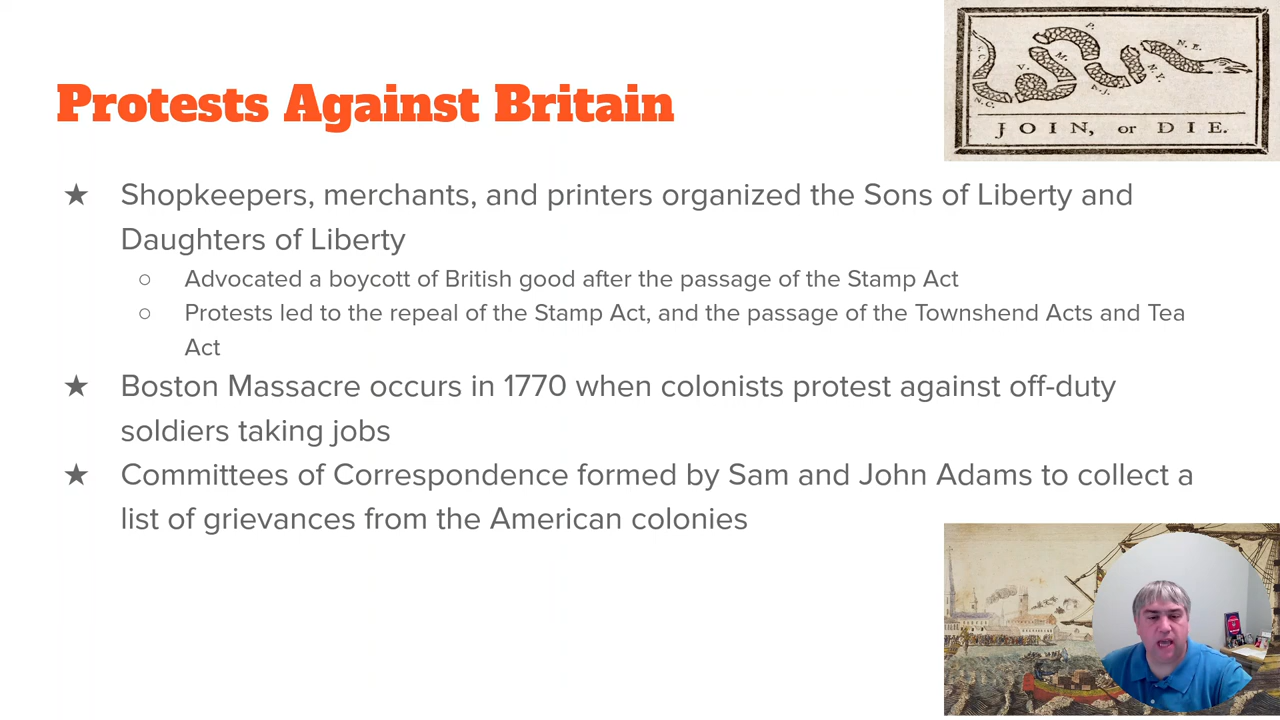 Protests Against Britain
★ Shopkeepers, merchants, and printers organized the Sons of Liberty and
Daughters of Liberty
○ Advocated a boycott of British good after the passage of the Stamp Act
○ Protests led to the repeal of the Stamp Act, and the passage of the Townshend Acts and Tea
Act
★ Boston Massacre occurs in 1770 when colonists protest against off-duty
soldiers taking jobs
★ Committees of Correspondence formed by Sam and John Adams to collect a
list of grievances from the American colonies
P.
N.E.
V.
M.
N.Y.
N.J.
N.C.
JOIN, or DIE.